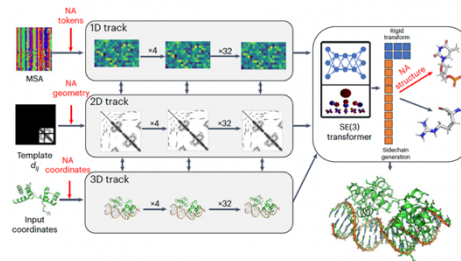 NA
tokens
MSA
1D track
×4
×32
NA
geometry
Template
d_ij
2D track
×4
×32
NA
coordinates
Input
coordinates
3D track
×4
×32
SE(3)
transformer
Rigid
transform
NA
structure
Sidechain
generation